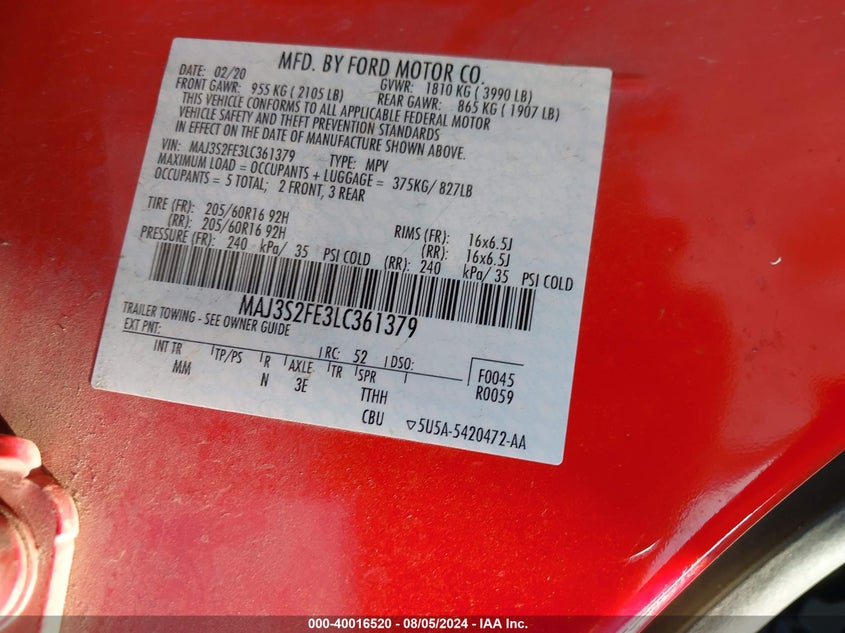 MFD. BY FORD MOTOR CO.
DATE: 02/20 GVWR: 1810 KG ( 3990 LB)
FRONT GAWR: 955 KG ( 2105 LB) REAR GAWR: 865 KG ( 1907 LB)
THIS VEHICLE CONFORMS TO ALL APPLICABLE FEDERAL MOTOR
VEHICLE SAFETY AND THEFT PREVENTION STANDARDS
IN EFFECT ON THE DATE OF MANUFACTURE SHOWN ABOVE.
VIN: MAJ3S2FE3LC361379 TYPE: MPV
MAXIMUM LOAD = OCCUPANTS + LUGGAGE = 375KG/ 827LB
OCCUPANTS = 5 TOTAL; 2 FRONT, 3 REAR
TIRE (FR): 205/60R16 92H RIMS (FR): 16x6.5J
(RR): 205/60R16 92H (RR): 16x6.5J
PRESSURE (FR): 240 kPa/ 35 PSI COLD (RR): 240 kPa/ 35 PSI COLD
MAJ3S2FE3LC361379
TRAILER TOWING - SEE OWNER GUIDE
EXT PNT: RC: 52 DSO: F0045
INT TR TP/PS R AXLE TR SPR R0059
MM N 3E TTHH
CBU ▽5U5A-5420472-AA
000-40016520 - 08/05/2024 - IAA Inc.